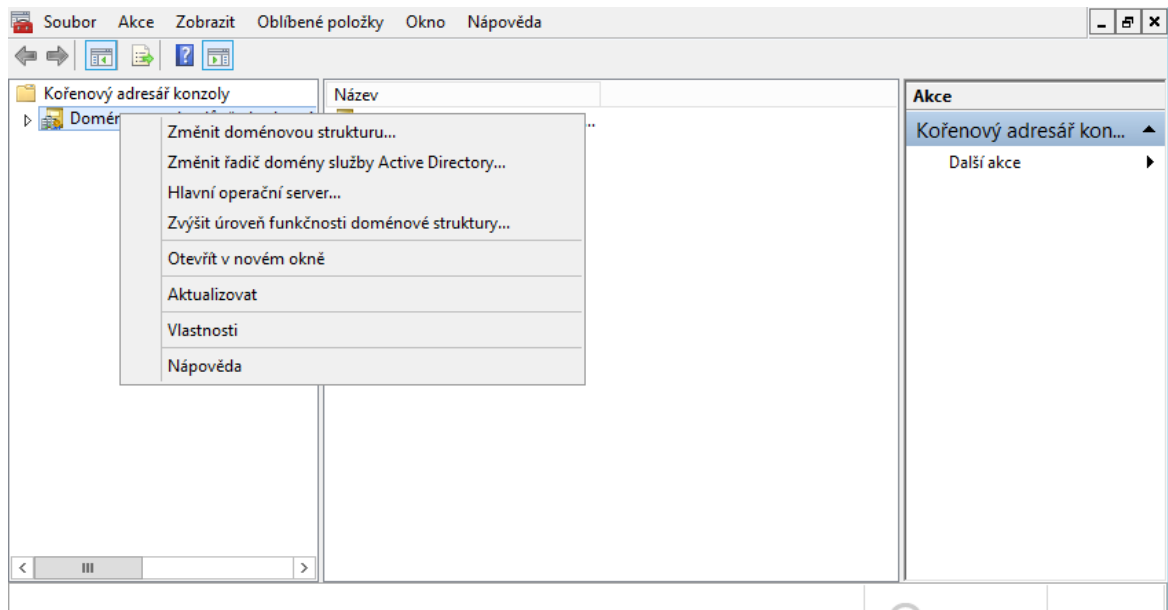 Soubor Akce Zobrazit Oblíbené položky Okno Nápověda
Kořenový adresář konzoly
Název
Akce
Změnit doménovou strukturu...
...
Kořenový adresář kon...
Změnit řadič domény služby Active Directory...
Další akce
Hlavní operační server...
Zvýšit úroveň funkčnosti doménové struktury...
Otevřít v novém okně
Aktualizovat
Vlastnosti
Nápověda